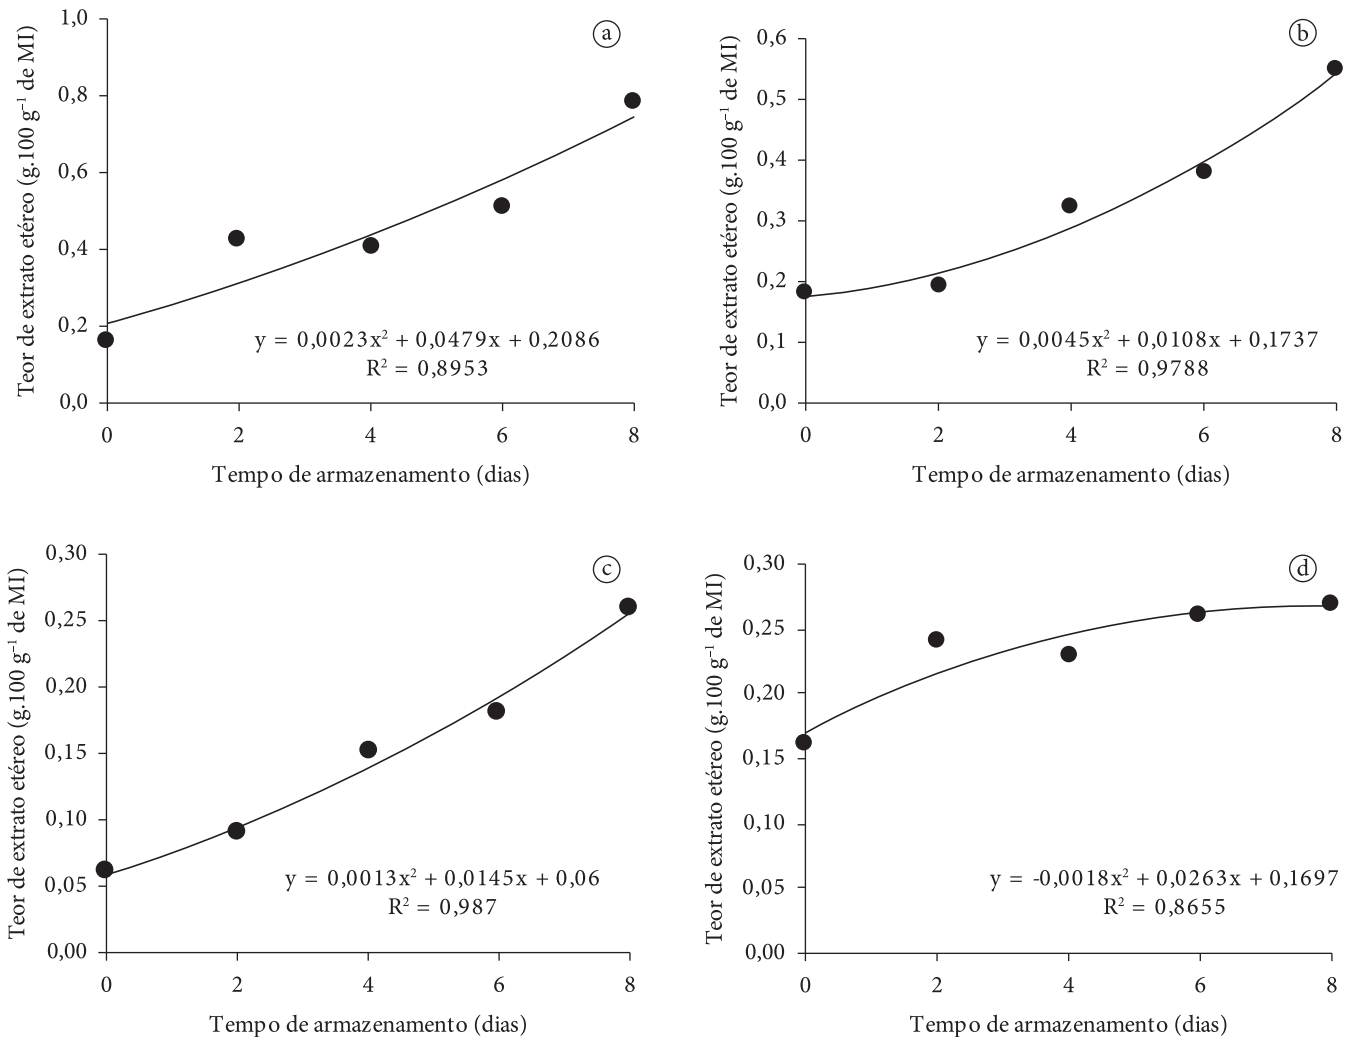 Teor de extrato etéreo (g.100 g⁻¹ de MI)
1,0
0,8
0,6
0,4
0,2
0,0
a
y = 0,0023x² + 0,0479x + 0,2086
R² = 0,8953
0 2 4 6 8
Tempo de armazenamento (dias)
Teor de extrato etéreo (g.100 g⁻¹ de MI)
0,6
0,5
0,4
0,3
0,2
0,1
0,0
b
y = 0,0045x² + 0,0108x + 0,1737
R² = 0,9788
0 2 4 6 8
Tempo de armazenamento (dias)
Teor de extrato etéreo (g.100 g⁻¹ de MI)
0,30
0,25
0,20
0,15
0,10
0,05
0,00
c
y = 0,0013x² + 0,0145x + 0,06
R² = 0,987
0 2 4 6 8
Tempo de armazenamento (dias)
Teor de extrato etéreo (g.100 g⁻¹ de MI)
0,30
0,25
0,20
0,15
0,10
0,05
0,00
d
y = -0,0018x² + 0,0263x + 0,1697
R² = 0,8655
0 2 4 6 8
Tempo de armazenamento (dias)